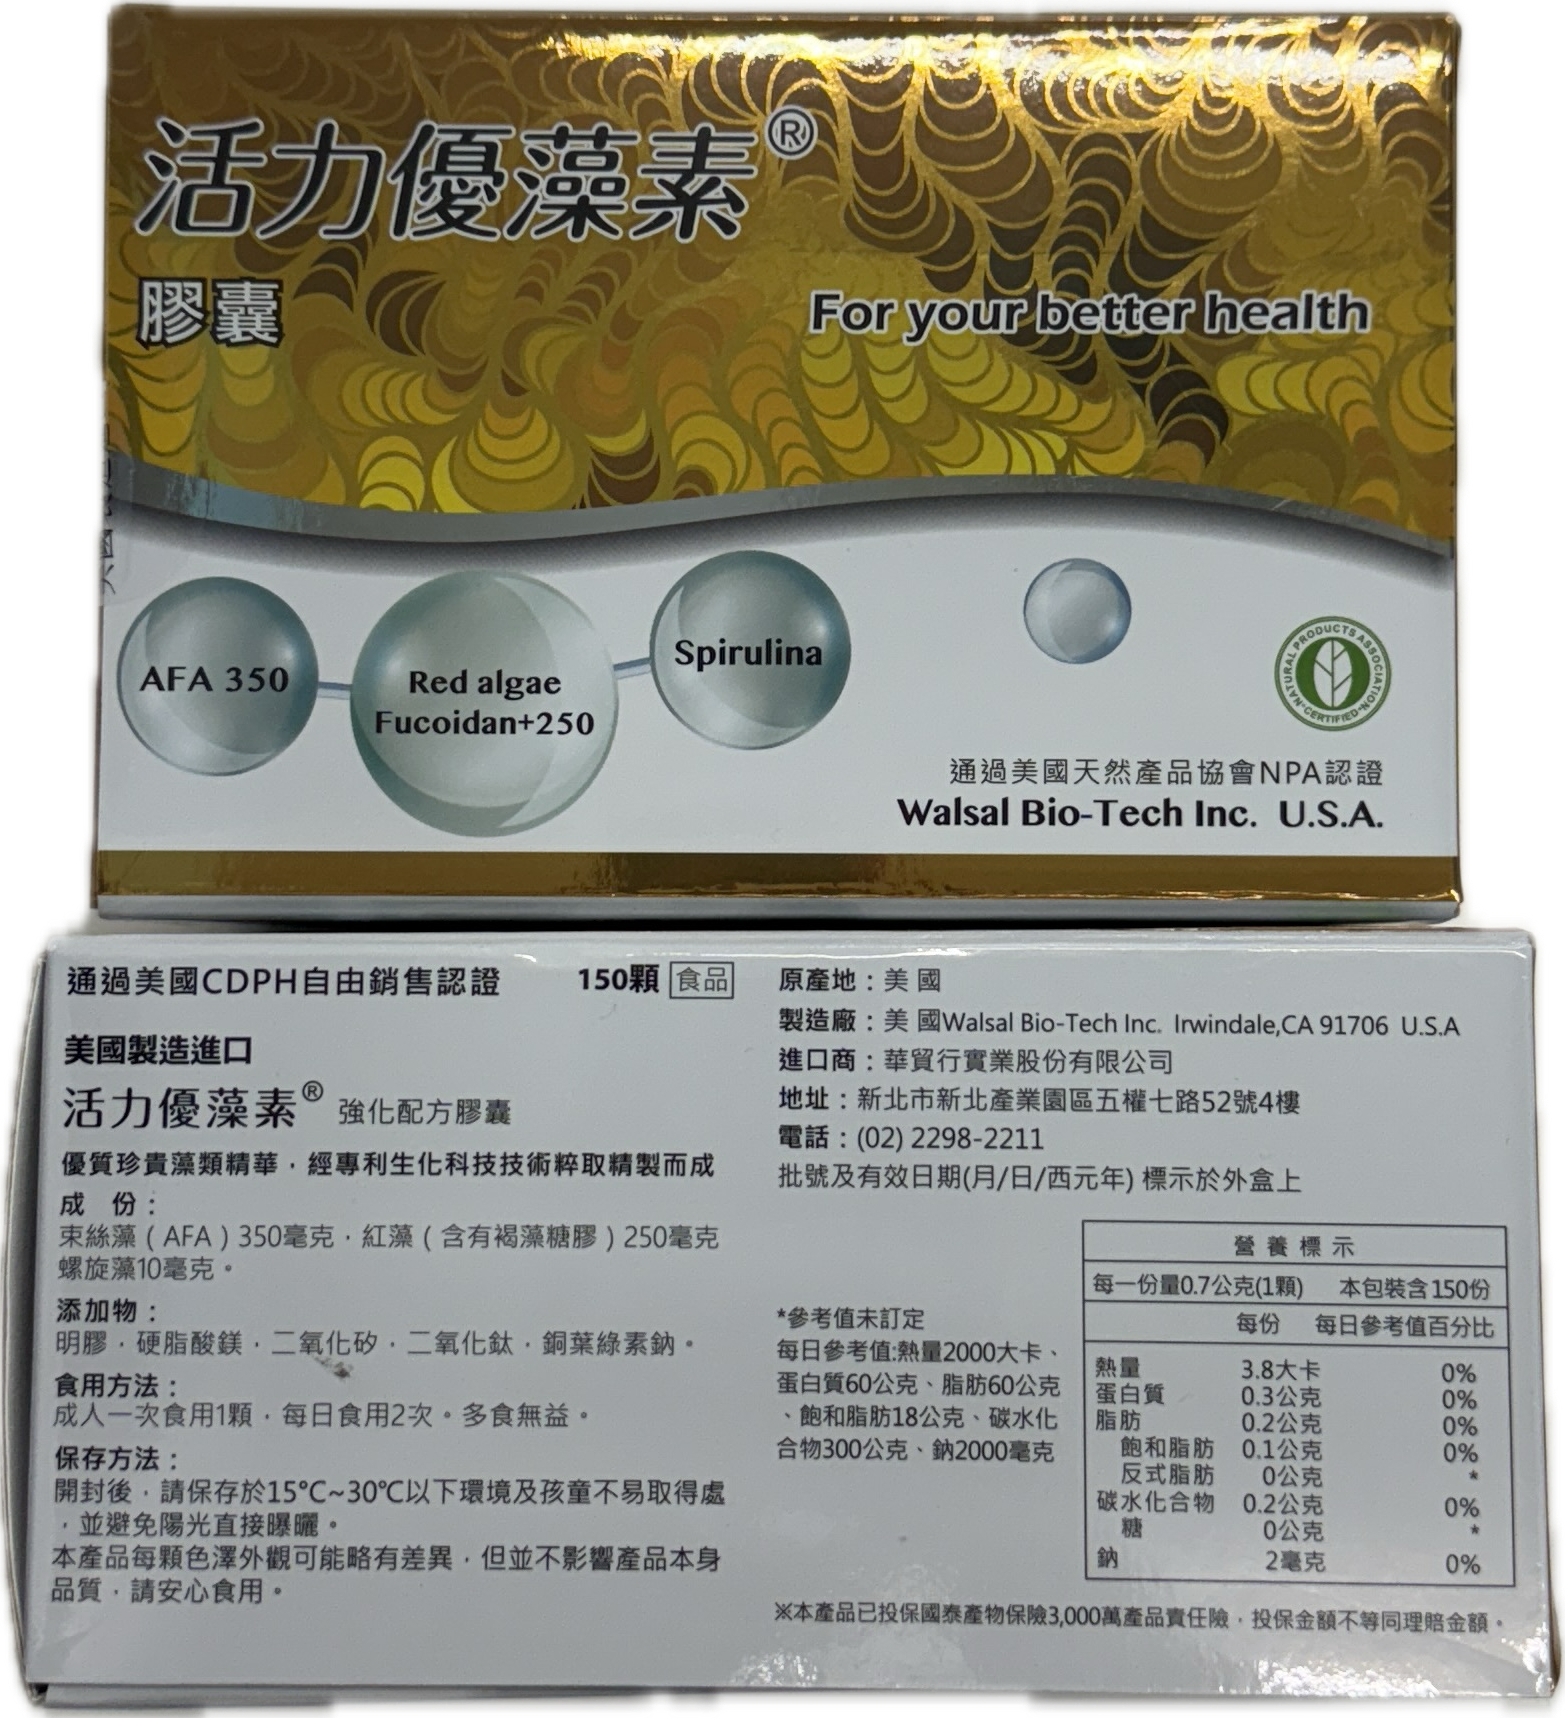 活力優藻素®
膠囊
For your better health
AFA 350
Red algae
Fucoidan+250
Spirulina
NATURAL PRODUCTS ASSOCIATION
CERTIFIED
通過美國天然產品協會NPA認證
Walsal Bio-Tech Inc. U.S.A.
通過美國CDPH自由銷售認證 150顆 食品
美國製造進口
活力優藻素® 強化配方膠囊
優質珍貴藻類精華，經專利生化科技技術粹取精製而成
成 份：
束絲藻（AFA）350毫克，紅藻（含有褐藻糖膠）250毫克
螺旋藻10毫克。
添加物：
明膠，硬脂酸鎂，二氧化矽，二氧化鈦，銅葉綠素鈉。
食用方法：
成人一次食用1顆，每日食用2次。多食無益。
保存方法：
開封後，請保存於15°C~30°C以下環境及孩童不易取得處
，並避免陽光直接曝曬。
本產品每顆色澤外觀可能略有差異，但並不影響產品本身
品質，請安心食用。
原產地：美 國
製造廠：美 國Walsal Bio-Tech Inc. Irwindale,CA 91706 U.S.A
進口商：華貿行實業股份有限公司
地址：新北市新北產業園區五權七路52號4樓
電話：(02) 2298-2211
批號及有效日期(月/日/西元年) 標示於外盒上
*參考值未訂定
每日參考值:熱量2000大卡、
蛋白質60公克、脂肪60公克
、飽和脂肪18公克、碳水化
合物300公克、鈉2000毫克
營養標示
每一份量0.7公克(1顆) 本包裝含150份
每份 每日參考值百分比
熱量 3.8大卡 0%
蛋白質 0.3公克 0%
脂肪 0.2公克 0%
飽和脂肪 0.1公克 0%
反式脂肪 0公克 *
碳水化合物 0.2公克 0%
糖 0公克 *
鈉 2毫克 0%
※本產品已投保國泰產物保險3,000萬產品責任險，投保金額不等同理賠金額。